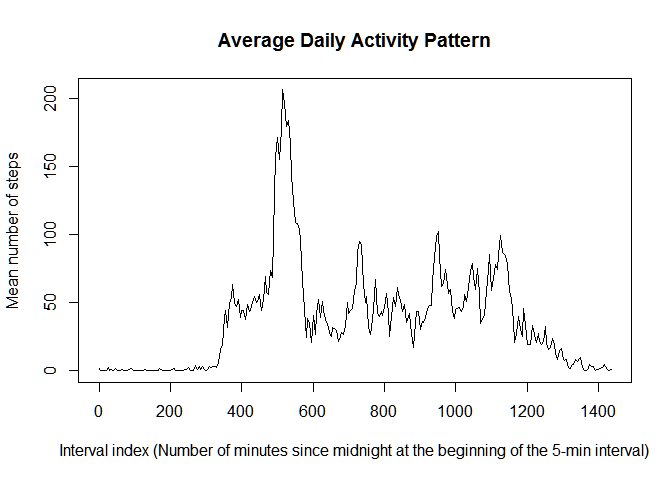 Average Daily Activity Pattern
Mean number of steps
200
150
100
50
0
0 200 400 600 800 1000 1200 1400
Interval index (Number of minutes since midnight at the beginning of the 5-min interval)